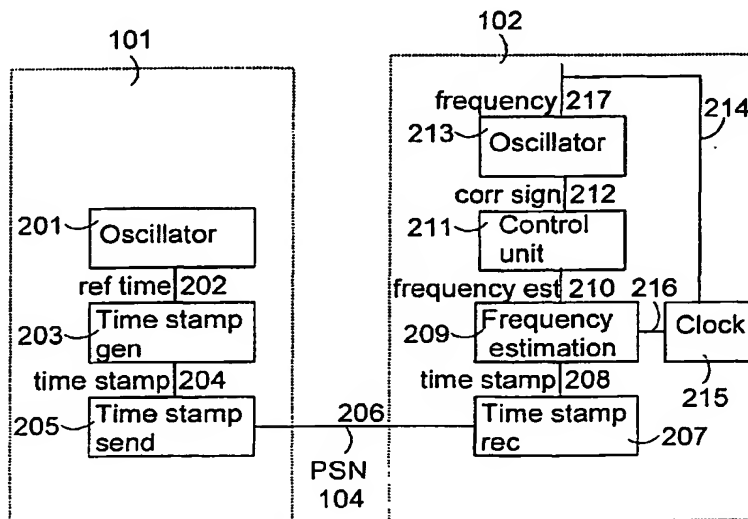 101
201
Oscillator
ref time 202
203
Time stamp
gen
time stamp 204
205
Time stamp
send
206
PSN
104
102
frequency 217
214
213
Oscillator
corr sign 212
211
Control
unit
frequency est 210
216
209
Frequency
estimation
Clock
215
time stamp 208
Time stamp
rec
207